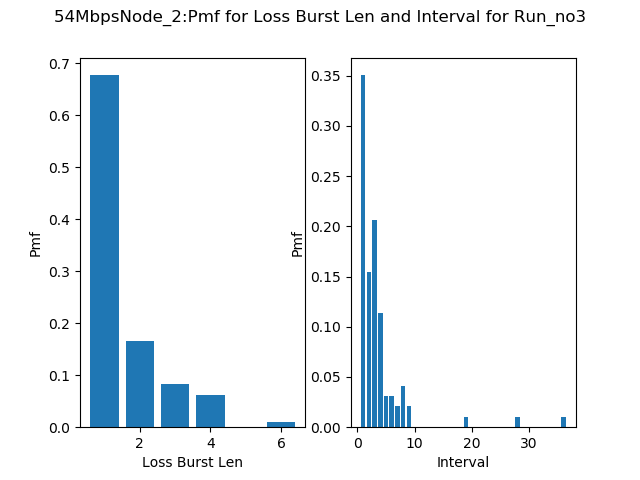 54MbpsNode_2:Pmf for Loss Burst Len and Interval for Run_no3
0.7
0.6
0.5
0.4
0.3
0.2
0.1
0.0
Pmf
2 4 6
Loss Burst Len
0.35
0.30
0.25
0.20
0.15
0.10
0.05
0.00
Pmf
0 10 20 30
Interval